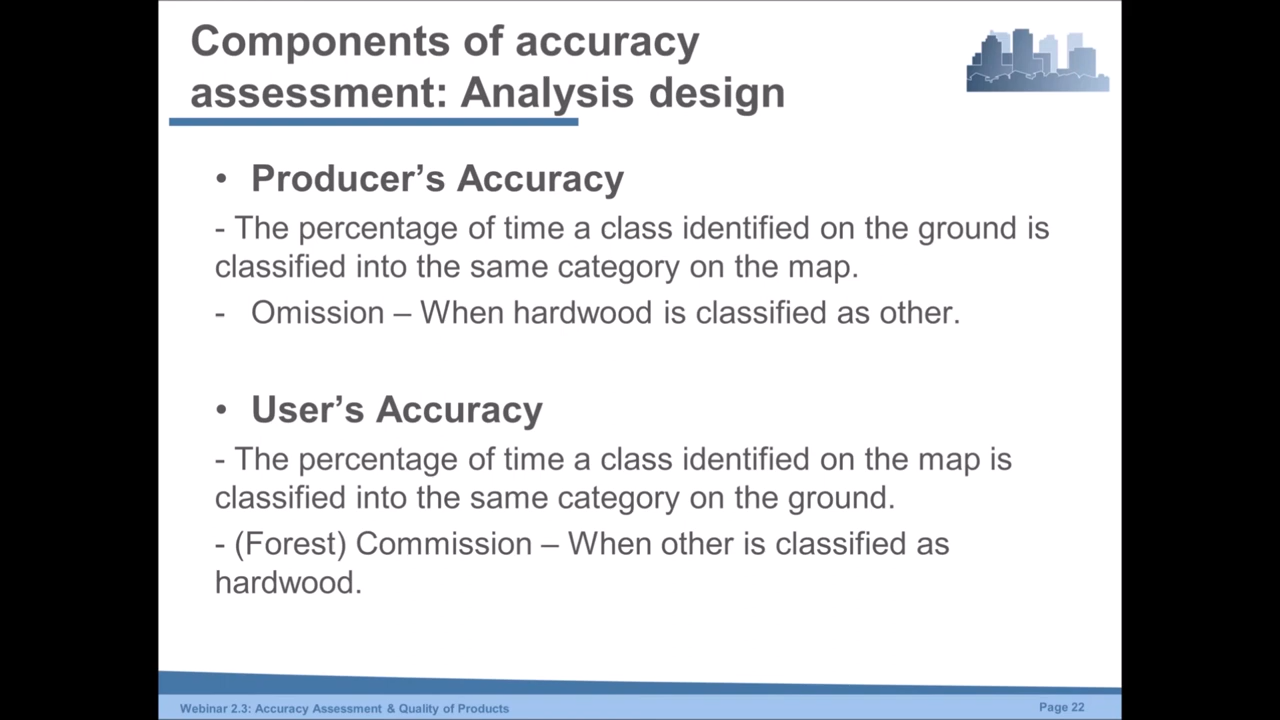 Components of accuracy
assessment: Analysis design
• Producer’s Accuracy
- The percentage of time a class identified on the ground is
classified into the same category on the map.
- Omission – When hardwood is classified as other.
• User’s Accuracy
- The percentage of time a class identified on the map is
classified into the same category on the ground.
- (Forest) Commission – When other is classified as
hardwood.
Webinar 2.3: Accuracy Assessment & Quality of Products
Page 22